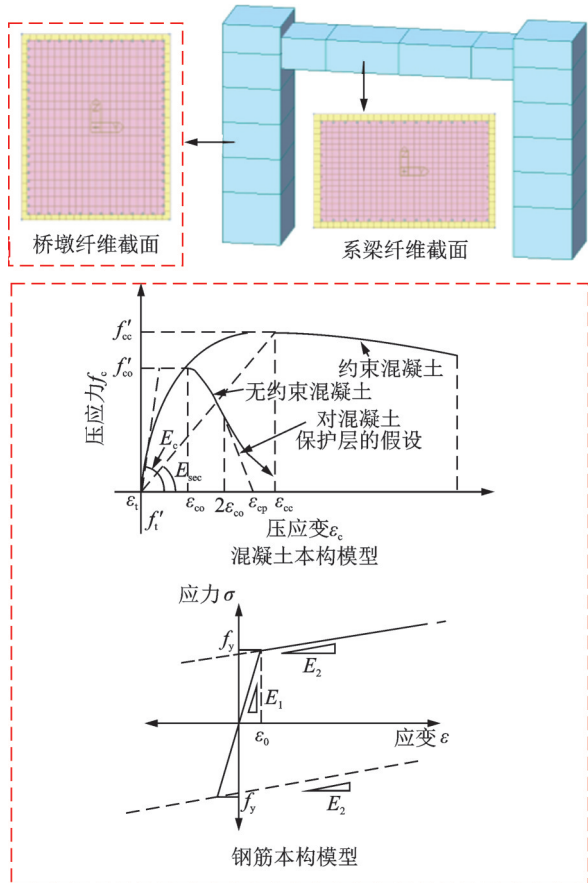 桥墩纤维截面
系梁纤维截面
f′cc
f′co
压应力fc
约束混凝土
无约束混凝土
对混凝土
保护层的假设
Ec
Esec
εt
εco
2εco
εcp
εcc
f′t
压应变εc
混凝土本构模型
应力σ
fy
E2
E1
ε0
应变ε
fy
E2
钢筋本构模型